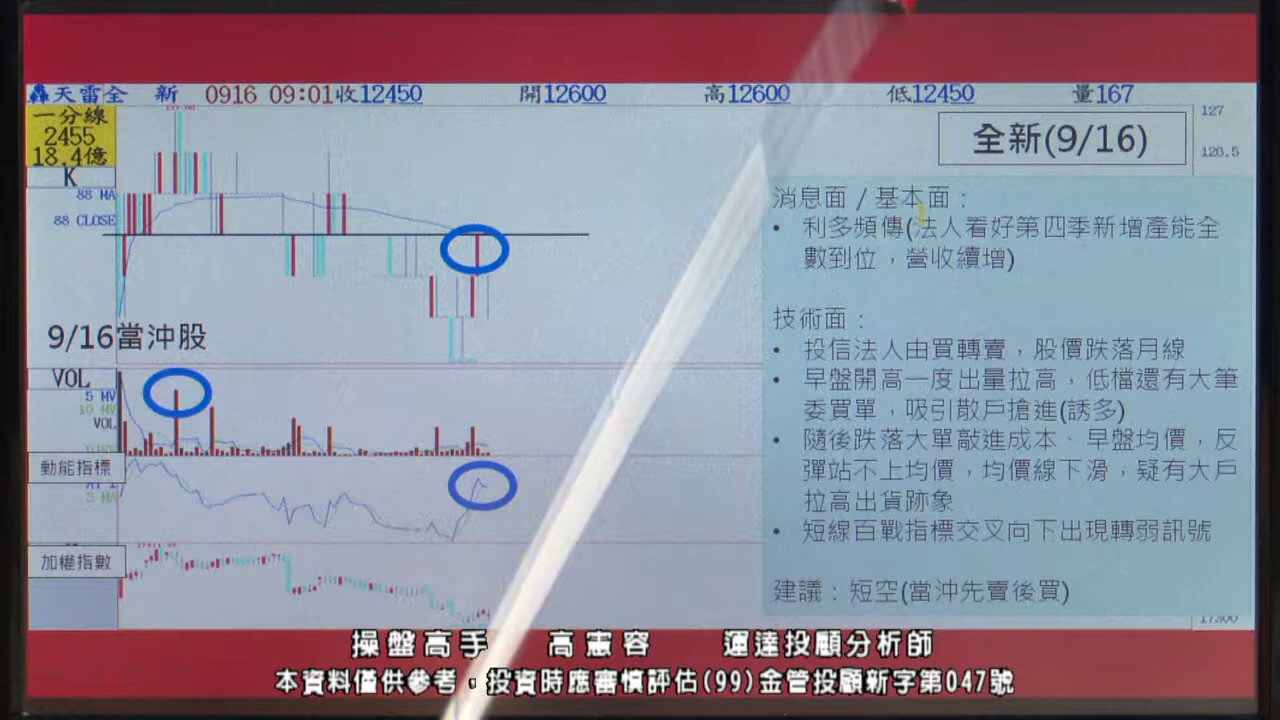 轟天雷全 新 0916 09:01收12450 開12600 高12600 低12450 量167
一分線
2455
18.4億
K
88 MA
88 CLOSE
全新(9/16)
127
120.5
消息面 / 基本面：
• 利多頻傳(法人看好第四季新增產能全
數到位，營收續增)
技術面：
• 投信法人由買轉賣，股價跌落月線
• 早盤開高一度出量拉高，低檔還有大筆
委買單，吸引散戶搶進(誘多)
• 隨後跌落大單敲進成本、早盤均價，反
彈站不上均價，均價線下滑，疑有大戶
拉高出貨跡象
• 短線百戰指標交叉向下出現轉弱訊號
建議：短空(當沖先賣後買)
9/16當沖股
VOL
5 MV
10 MV
VOL
動能指標
3 MA
加權指數
17300
操盤高手 高憲容 運達投顧分析師
本資料僅供參考，投資時應審慎評估(99)金管投顧新字第047號